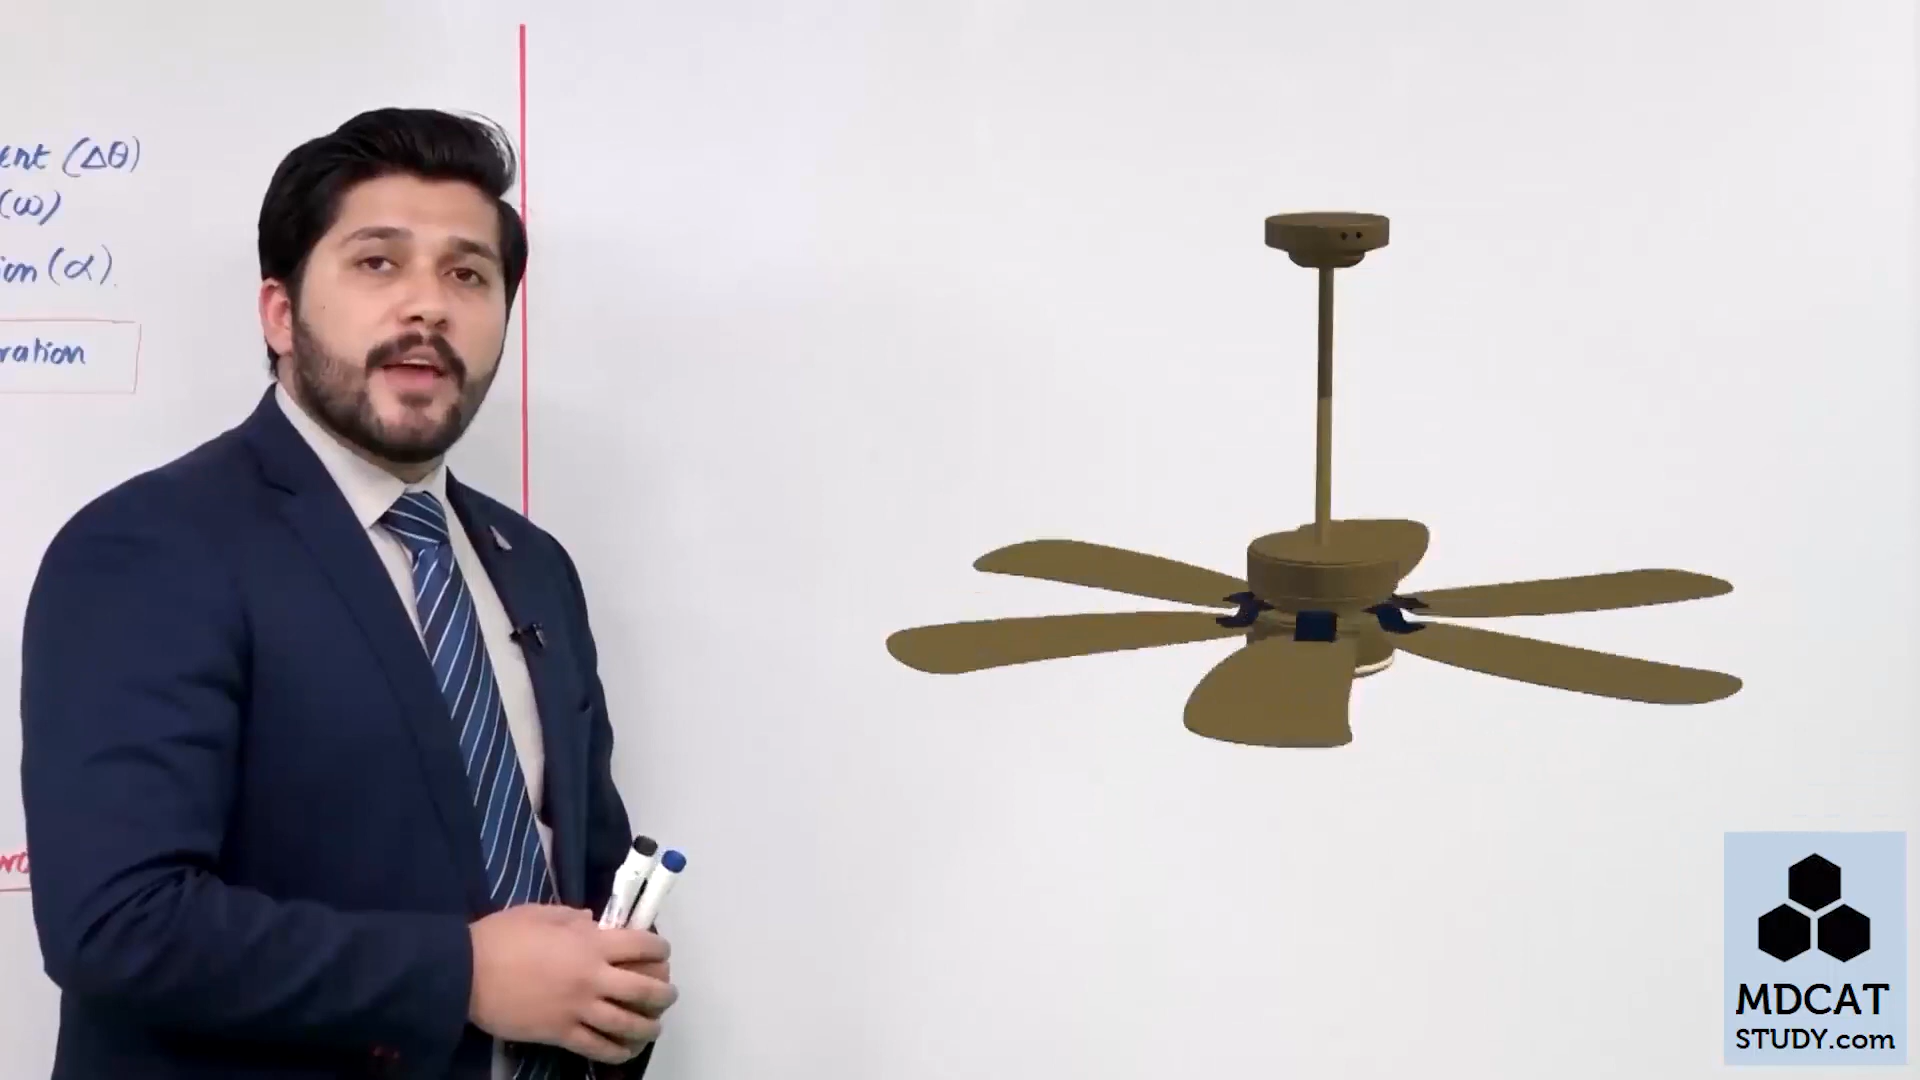 ent (Δθ)
(ω)
ion (α).
ration
MDCAT
STUDY.com